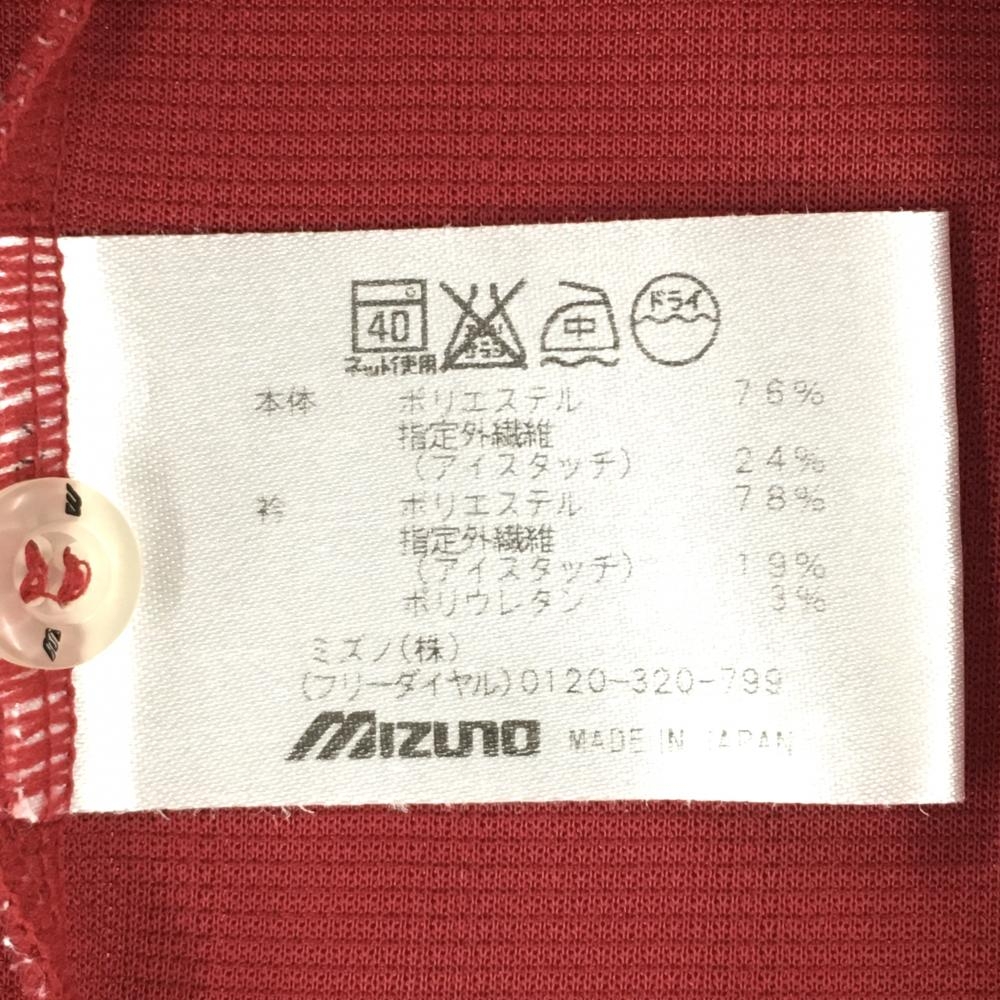 40 ドライ 中
ネット使用
本体 ポリエステル 76%
指定外繊維
(アイスタッチ) 24%
衿 ポリエステル 78%
指定外繊維
(アイスタッチ) 19%
ポリウレタン 3%
ミズノ(株)
(フリーダイヤル)0120-320-799
MIZUNO MADE IN JAPAN